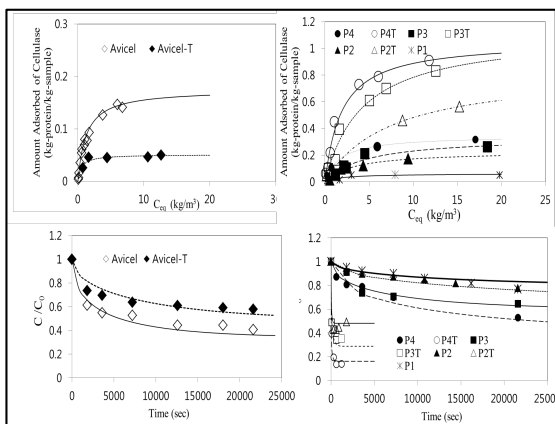 Amount Adsorbed of Cellulase
(kg-protein/kg-sample)
0.3
0.2
0.1
0
Avicel
Avicel-T
0 10 20 30
C_eq (kg/m³)
Amount Adsorbed of Cellulase
(kg-protein/kg-sample)
1.2
1
0.8
0.6
0.4
0.2
0
P4 P4T P3 P3T
P2 P2T P1
0 5 10 15 20 25
C_eq (kg/m³)
C/C₀
1.2
1
0.8
0.6
0.4
0.2
0
Avicel Avicel-T
0 5000 10000 15000 20000 25000
Time (sec)
1.2
1
0.8
0.6
0.4
0.2
0
P4 P4T P3
P3T P2 P2T
P1
0 5000 10000 15000 20000 2500
Time (sec)